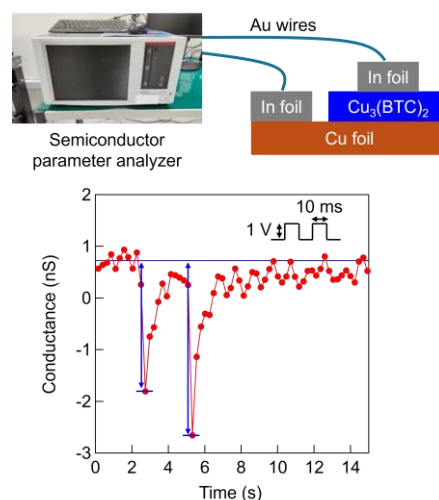 Au wires
In foil
In foil
Cu₃(BTC)₂
Cu foil
Semiconductor
parameter analyzer
2
1
0
-1
-2
-3
Conductance (nS)
1 V
10 ms
0 2 4 6 8 10 12 14
Time (s)